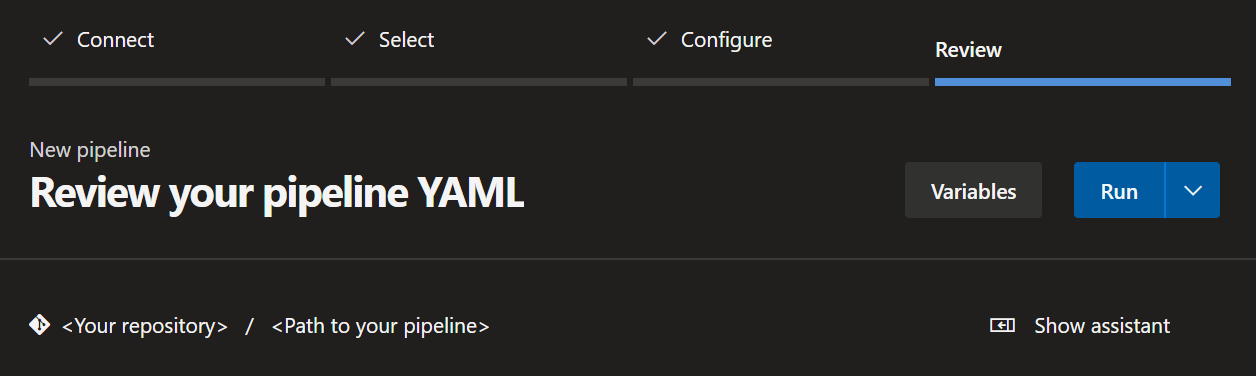 Connect Select Configure Review
New pipeline
Review your pipeline YAML
Variables Run
<Your repository> / <Path to your pipeline> Show assistant